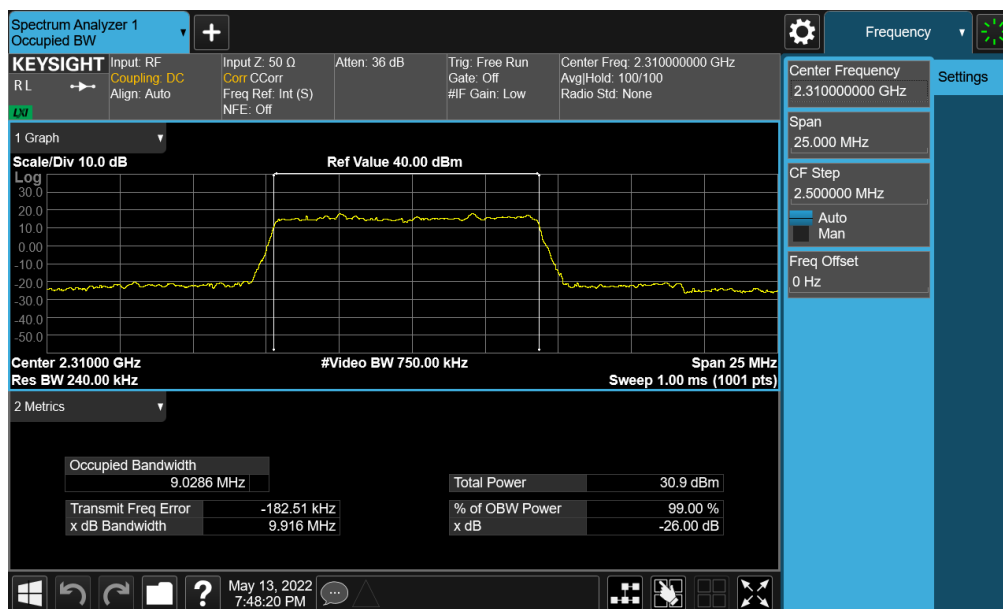 Spectrum Analyzer 1
Occupied BW
+
Frequency
KEYSIGHT
R L
LXI
Input: RF
Coupling: DC
Align: Auto
Input Z: 50 Ω
Corr CCorr
Freq Ref: Int (S)
NFE: Off
Atten: 36 dB
Trig: Free Run
Gate: Off
#IF Gain: Low
Center Freq: 2.310000000 GHz
Avg|Hold: 100/100
Radio Std: None
Center Frequency
2.310000000 GHz
Settings
Span
25.000 MHz
CF Step
2.500000 MHz
Auto
Man
Freq Offset
0 Hz
1 Graph
Scale/Div 10.0 dB
Ref Value 40.00 dBm
Log
30.0
20.0
10.0
0.00
-10.0
-20.0
-30.0
-40.0
-50.0
Center 2.31000 GHz
#Video BW 750.00 kHz
Span 25 MHz
Res BW 240.00 kHz
Sweep 1.00 ms (1001 pts)
2 Metrics
Occupied Bandwidth
9.0286 MHz
Total Power 30.9 dBm
Transmit Freq Error -182.51 kHz
% of OBW Power 99.00 %
x dB Bandwidth 9.916 MHz
x dB -26.00 dB
?
May 13, 2022
7:48:20 PM